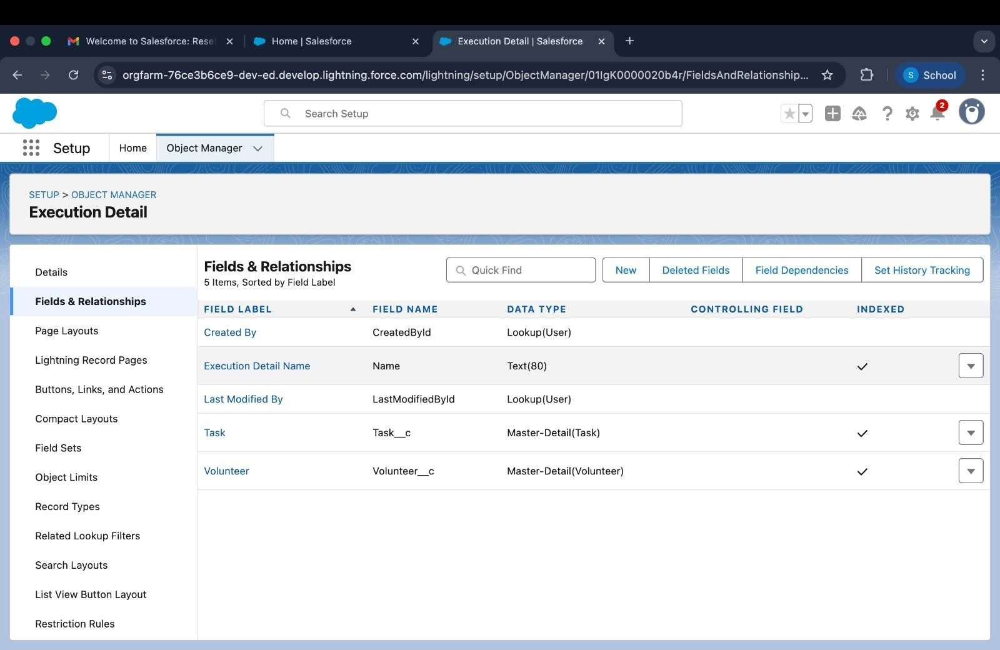 Welcome to Salesforce: Rese
Home | Salesforce
Execution Detail | Salesforce
orgfarm-76ce3b6ce9-dev-ed.develop.lightning.force.com/lightning/setup/ObjectManager/01IgK0000020b4r/FieldsAndRelationship...
S School
Search Setup
2
Setup
Home
Object Manager
SETUP > OBJECT MANAGER
Execution Detail
Details
Fields & Relationships
Page Layouts
Lightning Record Pages
Buttons, Links, and Actions
Compact Layouts
Field Sets
Object Limits
Record Types
Related Lookup Filters
Search Layouts
List View Button Layout
Restriction Rules
Fields & Relationships
5 Items, Sorted by Field Label
Quick Find
New
Deleted Fields
Field Dependencies
Set History Tracking
FIELD LABEL FIELD NAME DATA TYPE CONTROLLING FIELD INDEXED
Created By CreatedById Lookup(User)
Execution Detail Name Name Text(80)
Last Modified By LastModifiedById Lookup(User)
Task Task__c Master-Detail(Task)
Volunteer Volunteer__c Master-Detail(Volunteer)